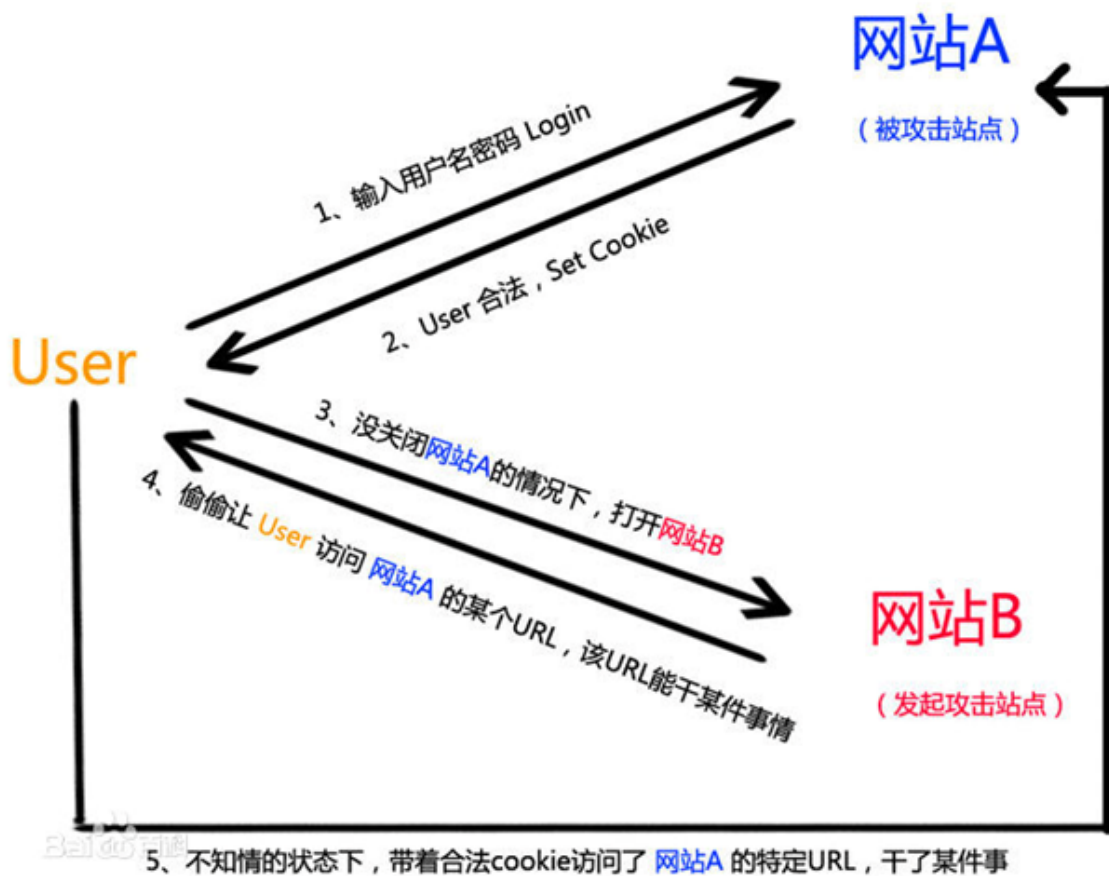 网站A
（被攻击站点）
1、输入用户名密码 Login
2、User 合法，Set Cookie
User
3、没关闭网站A的情况下，打开网站B
4、偷偷让 User 访问 网站A 的某个URL，该URL能干某件事情
网站B
（发起攻击站点）
Bai 百科
5、不知情的状态下，带着合法cookie访问了 网站A 的特定URL，干了某件事